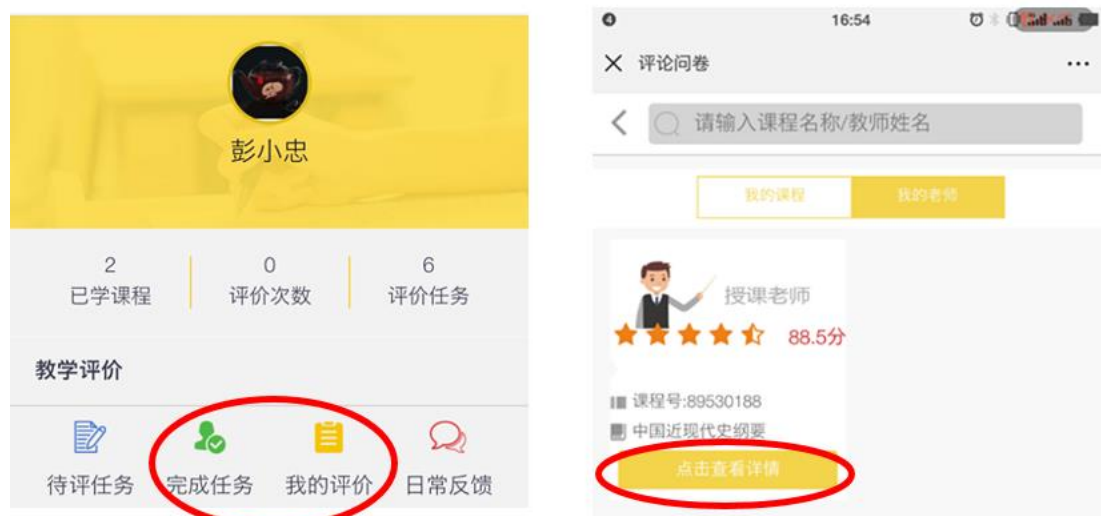 彭小忠
2
0
6
已学课程
评价次数
评价任务
教学评价
待评任务
完成任务
我的评价
日常反馈
4
16:54
评论问卷
请输入课程名称/教师姓名
我的课程
我的老师
授课老师
88.5分
课程号:89530188
中国近现代史纲要
点击查看详情